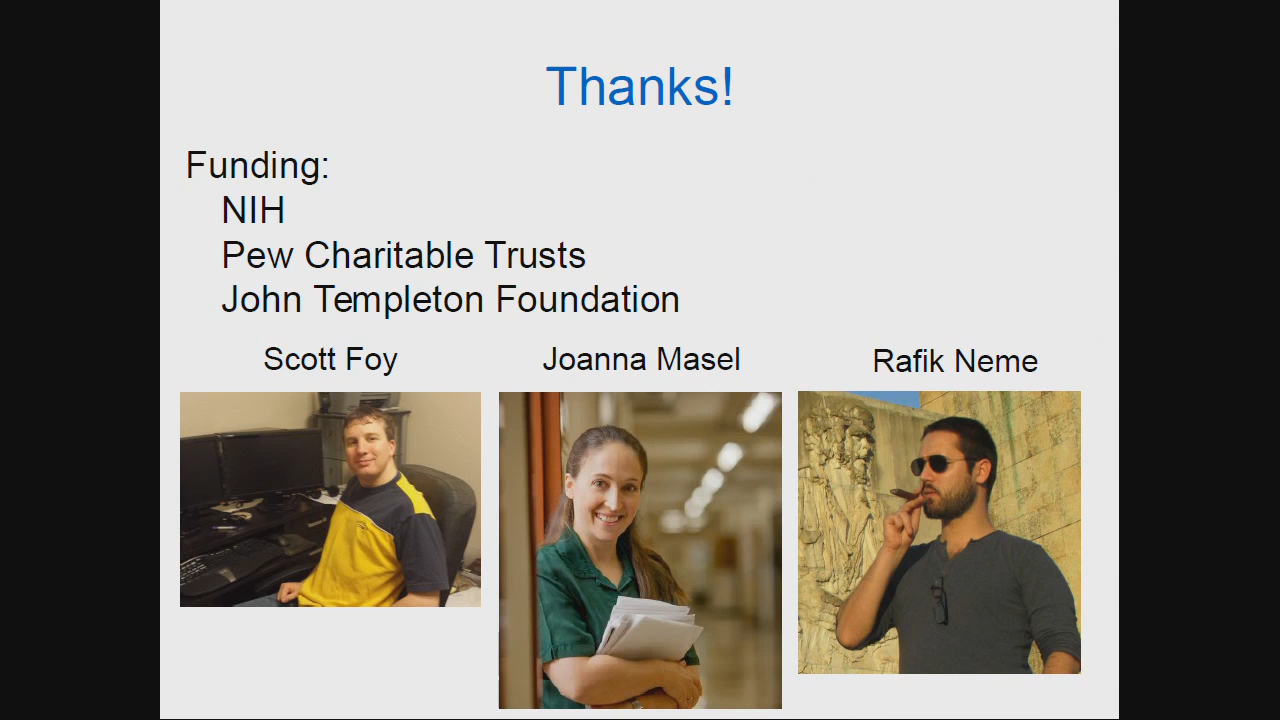 Thanks!
Funding:
NIH
Pew Charitable Trusts
John Templeton Foundation
Scott Foy
Joanna Masel
Rafik Neme